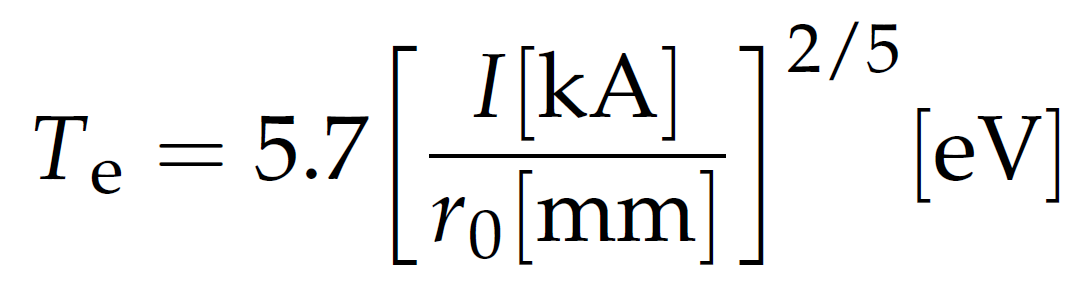 T_e = 5.7 [ I[kA] / r_0[mm] ]^{2/5} [eV]